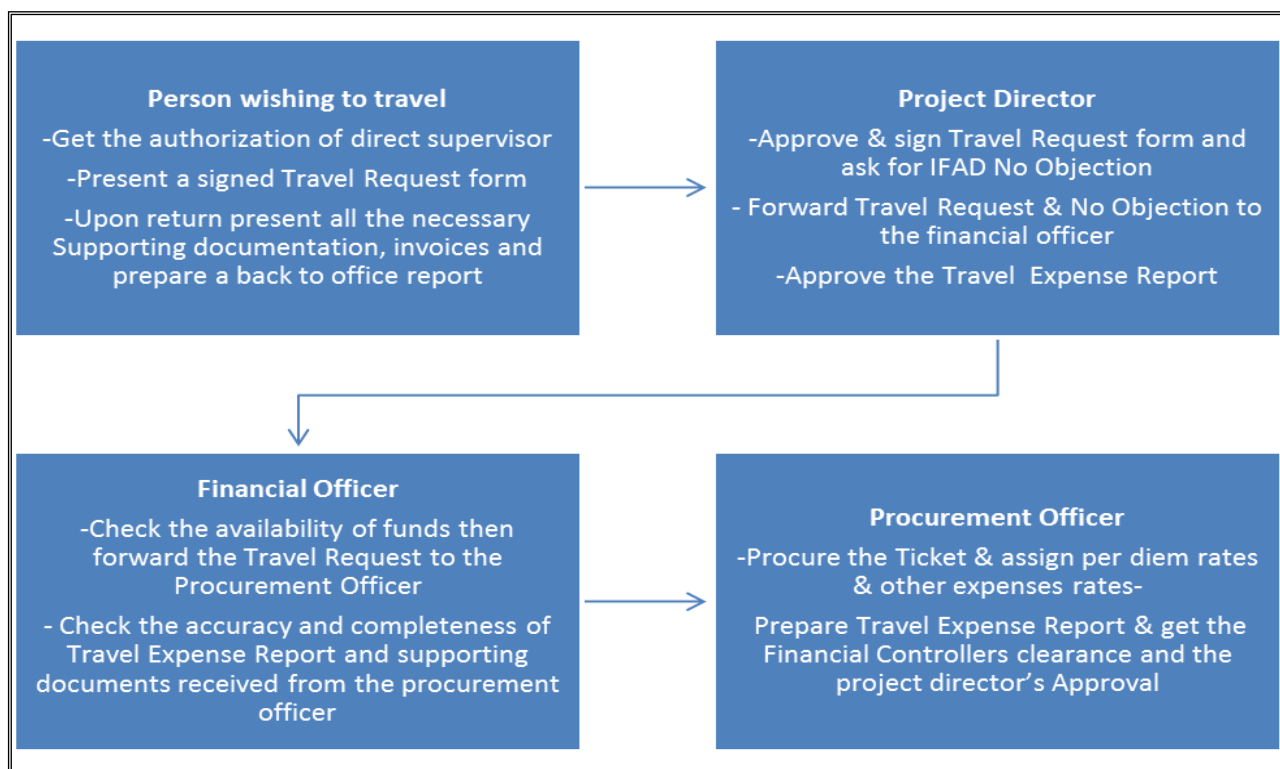 Person wishing to travel
-Get the authorization of direct supervisor
-Present a signed Travel Request form
-Upon return present all the necessary
Supporting documentation, invoices and
prepare a back to office report
Project Director
-Approve & sign Travel Request form and
ask for IFAD No Objection
- Forward Travel Request & No Objection to
the financial officer
-Approve the Travel  Expense Report
Financial Officer
-Check the availability of funds then
forward the Travel Request to the
Procurement Officer
- Check the accuracy and completeness of
Travel Expense Report and supporting
documents received from the procurement
officer
Procurement Officer
-Procure the Ticket & assign per diem rates
& other expenses rates-
Prepare Travel Expense Report & get the
Financial Controllers clearance and the
project director’s Approval